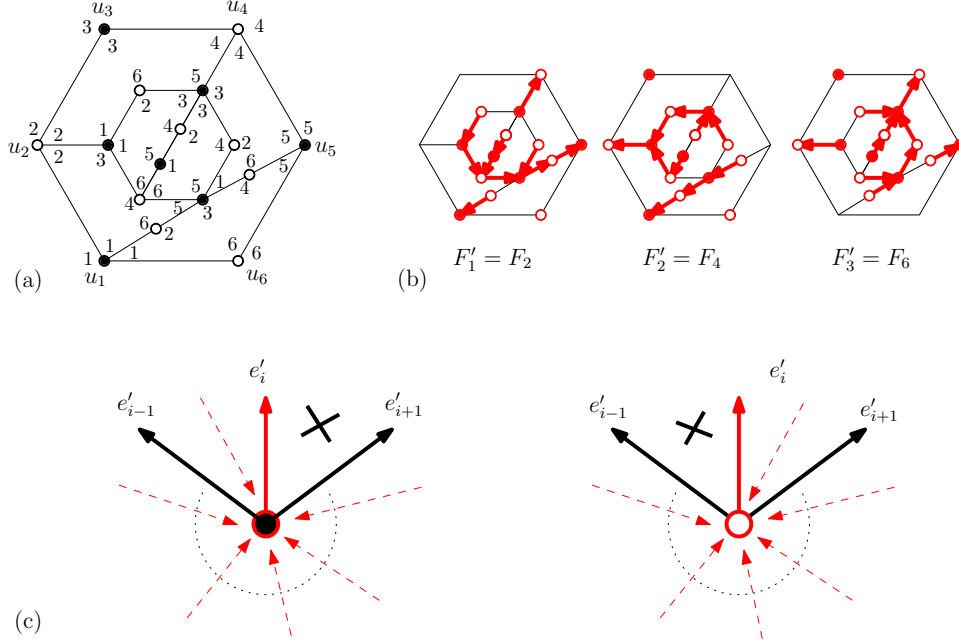 (a)
u₃ u₄
3 4
3 4 4
6 5
2 3 3
3
2 2 1 4 2 5
u₂ 1 4 2 5 u₅
2 3 5 1 6 5
6 5 1 4
4 6 5 3
6 2
1 1 1 6 6
u₁ u₆
(b)
F′₁ = F₂ F′₂ = F₄ F′₃ = F₆
(c)
e′ᵢ e′ᵢ
e′ᵢ₋₁ e′ᵢ₊₁ e′ᵢ₋₁ e′ᵢ₊₁